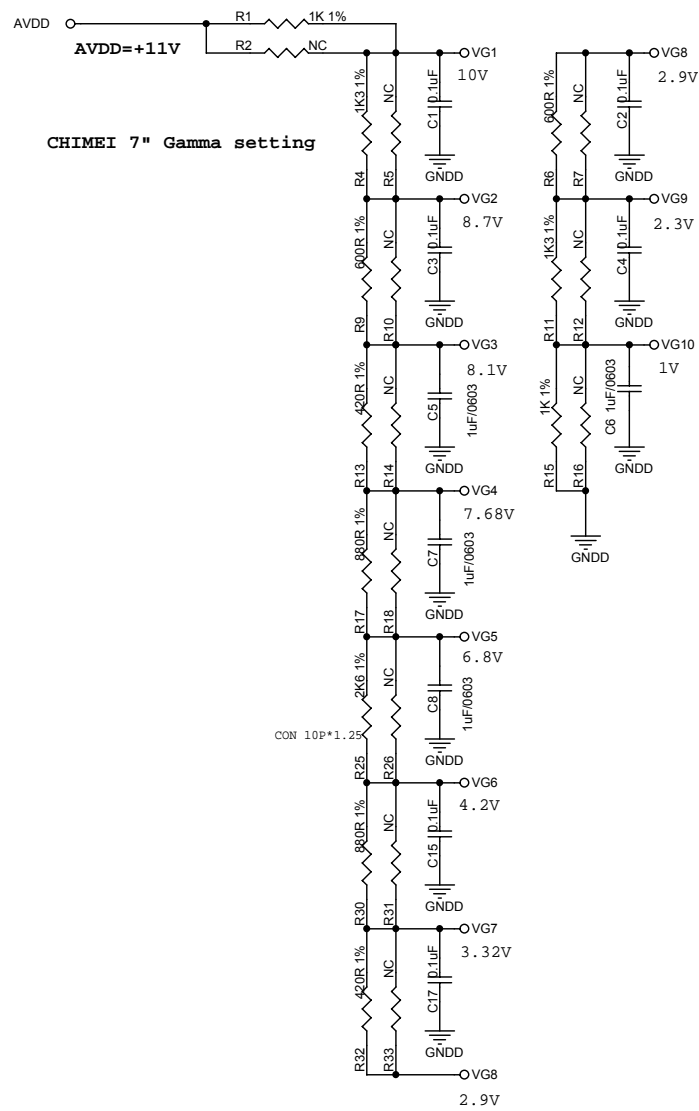 AVDD
R1
1K 1%
AVDD=+11V
R2
NC
VG1
10V
1K3 1%
NC
C1
0.1uF
GNDD
CHIMEI 7" Gamma setting
R4
R5
VG2
8.7V
600R 1%
NC
C3
0.1uF
GNDD
R9
R10
VG3
8.1V
420R 1%
NC
C5
1uF/0603
GNDD
R13
R14
VG4
7.68V
880R 1%
NC
C7
1uF/0603
GNDD
R17
R18
VG5
6.8V
2K6 1%
NC
C8
1uF/0603
CON 10P*1.25
GNDD
R25
R26
VG6
4.2V
880R 1%
NC
C15
0.1uF
GNDD
R30
R31
VG7
3.32V
420R 1%
NC
C17
0.1uF
GNDD
R32
R33
VG8
2.9V
VG8
2.9V
600R 1%
NC
C2
0.1uF
GNDD
R6
R7
VG9
2.3V
1K3 1%
NC
C4
0.1uF
GNDD
R11
R12
VG10
1V
1K 1%
NC
C6
1uF/0603
GNDD
R15
R16
GNDD